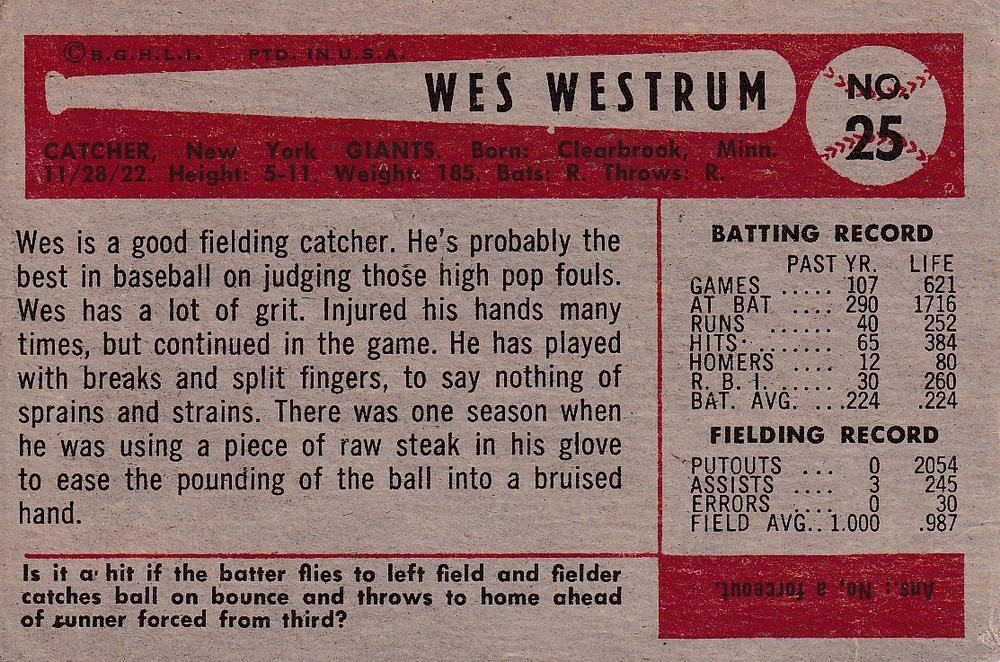 © B.G.H.L.I. PTD. IN U.S.A.
WES WESTRUM
NO.
25
CATCHER, New York GIANTS. Born: Clearbrook, Minn.
11/28/22. Height: 5-11. Weight: 185. Bats: R. Throws: R.
Wes is a good fielding catcher. He's probably the
best in baseball on judging those high pop fouls.
Wes has a lot of grit. Injured his hands many
times, but continued in the game. He has played
with breaks and split fingers, to say nothing of
sprains and strains. There was one season when
he was using a piece of raw steak in his glove
to ease the pounding of the ball into a bruised
hand.
Is it a hit if the batter flies to left field and fielder
catches ball on bounce and throws to home ahead
of runner forced from third?
BATTING RECORD
PAST YR. LIFE
GAMES ..... 107 621
AT BAT .... 290 1716
RUNS ...... 40 252
HITS ........ 65 384
HOMERS .... 12 80
R. B. I. ..... 30 260
BAT. AVG. ...224 .224
FIELDING RECORD
PUTOUTS ... 0 2054
ASSISTS .... 3 245
ERRORS .... 0 30
FIELD AVG.. 1.000 .987
Ans.: No, a forceout.